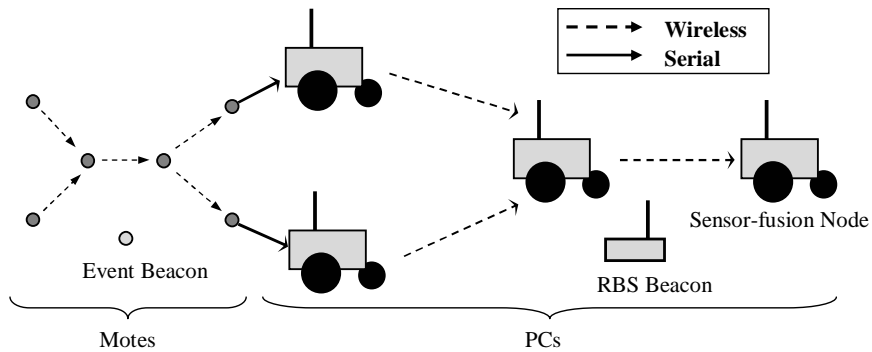 Wireless
Serial
Sensor-fusion Node
Event Beacon
RBS Beacon
Motes
PCs